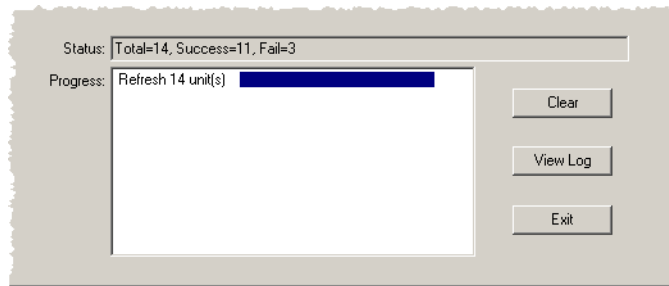 Status: Total=14, Success=11, Fail=3
Progress: Refresh 14 unit(s)
Clear
View Log
Exit